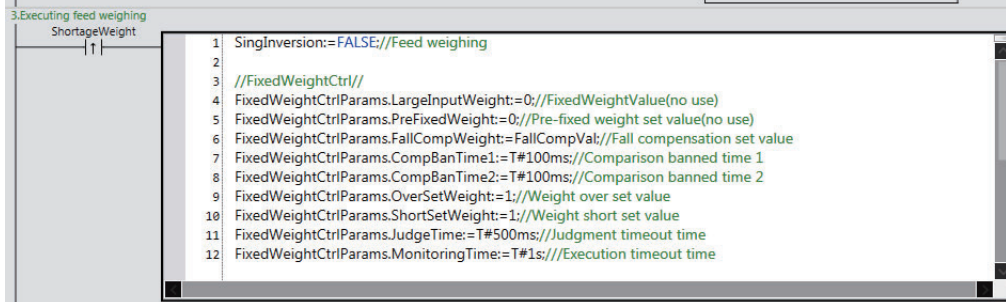 3.Executing feed weighing
ShortageWeight
1 SingInversion:=FALSE;//Feed weighing
2
3 //FixedWeightCtrl//
4 FixedWeightCtrlParams.LargeInputWeight:=0;//FixedWeightValue(no use)
5 FixedWeightCtrlParams.PreFixedWeight:=0;//Pre-fixed weight set value(no use)
6 FixedWeightCtrlParams.FallCompWeight:=FallCompVal;//Fall compensation set value
7 FixedWeightCtrlParams.CompBanTime1:=T#100ms;//Comparison banned time 1
8 FixedWeightCtrlParams.CompBanTime2:=T#100ms;//Comparison banned time 2
9 FixedWeightCtrlParams.OverSetWeight:=1;//Weight over set value
10 FixedWeightCtrlParams.ShortSetWeight:=1;//Weight short set value
11 FixedWeightCtrlParams.JudgeTime:=T#500ms;//Judgment timeout time
12 FixedWeightCtrlParams.MonitoringTime:=T#1s;///Execution timeout time